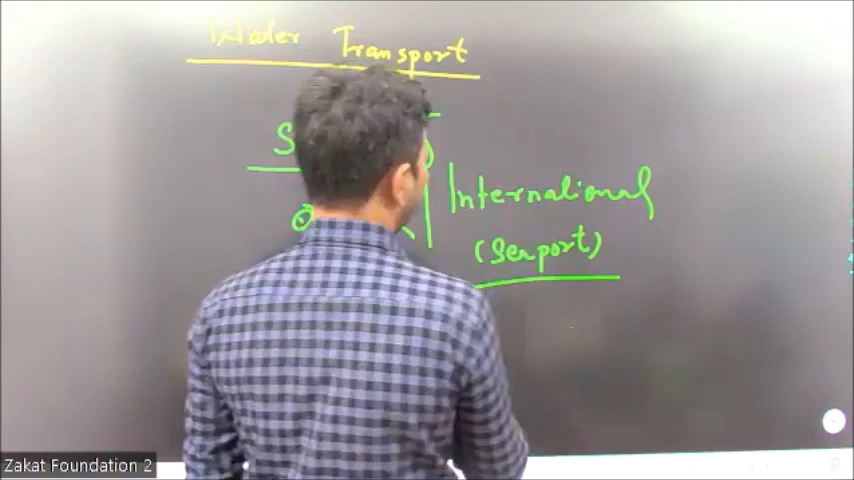 Water Transport
International
(Seaport)
Zakat Foundation 2